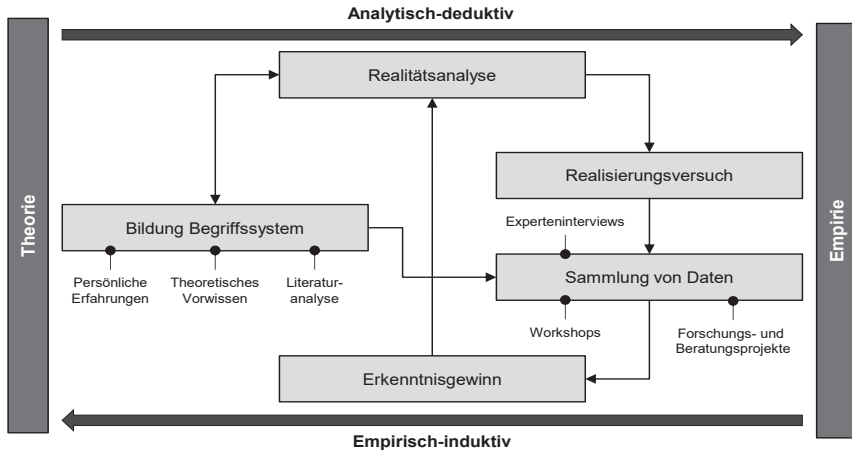 Analytisch-deduktiv
Theorie
Empirie
Realitätsanalyse
Realisierungsversuch
Bildung Begriffssystem
Experteninterviews
Persönliche
Erfahrungen
Theoretisches
Vorwissen
Literatur-
analyse
Sammlung von Daten
Workshops
Forschungs- und
Beratungsprojekte
Erkenntnisgewinn
Empirisch-induktiv